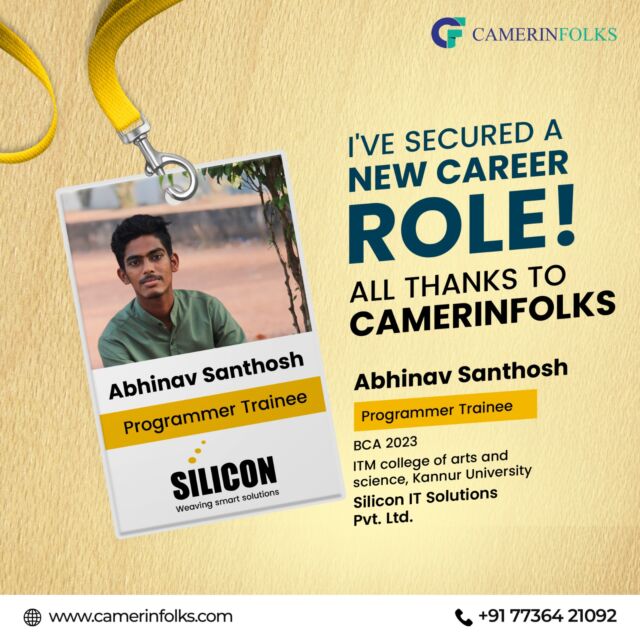 CAMERINFOLKS
I'VE SECURED A
NEW CAREER
ROLE!
ALL THANKS TO
CAMERINFOLKS
Abhinav Santhosh
Programmer Trainee
SILICON
Weaving smart solutions
Abhinav Santhosh
Programmer Trainee
BCA 2023
ITM college of arts and
science, Kannur University
Silicon IT Solutions
Pvt. Ltd.
www.camerinfolks.com
+91 77364 21092